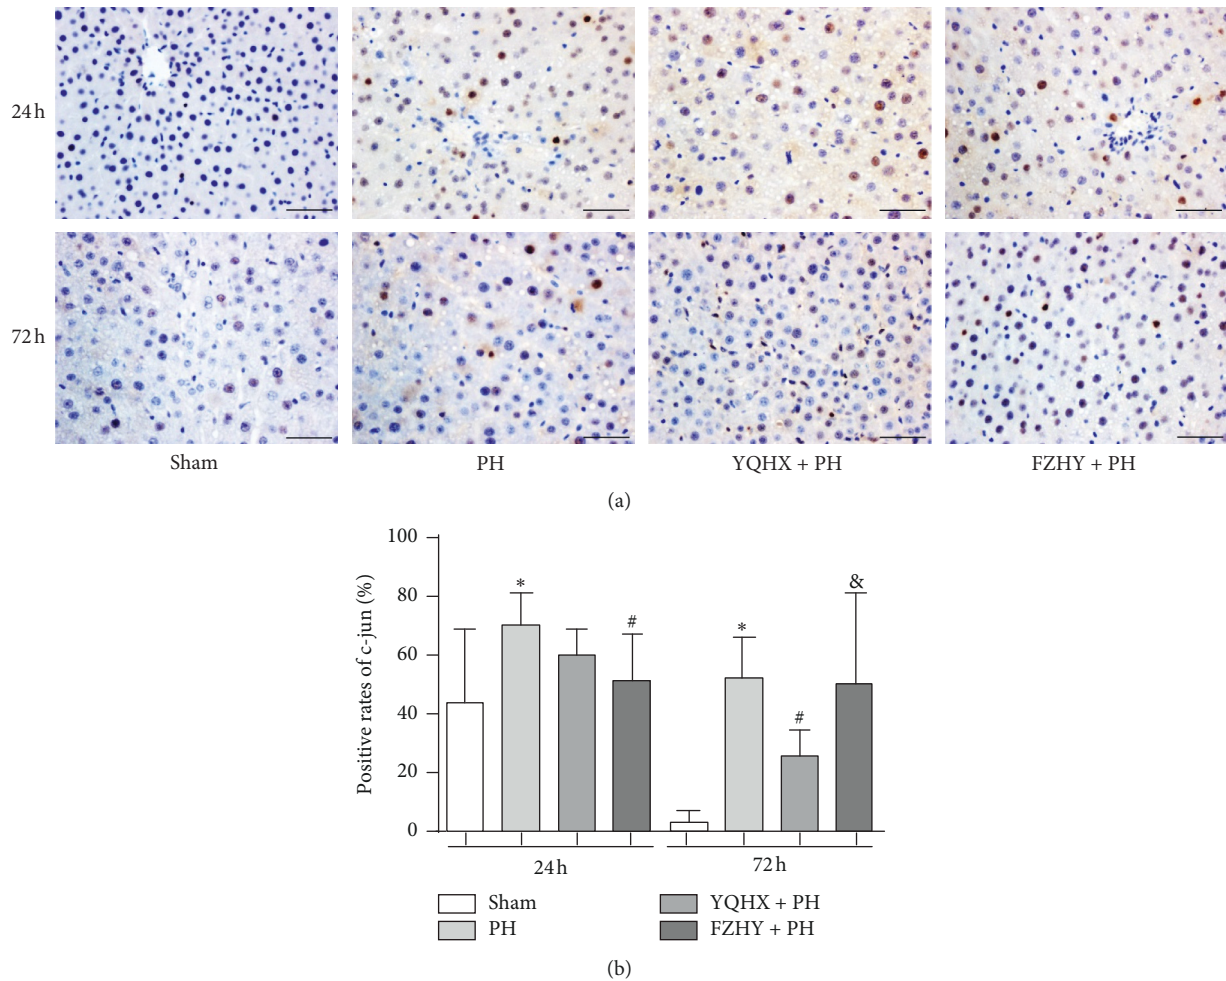 24 h
72 h
Sham PH YQHX + PH FZHY + PH
(a)
Positive rates of c-jun (%)
100
80
60
40
20
0
* # * # &
24 h 72 h
Sham YQHX + PH
PH FZHY + PH
(b)